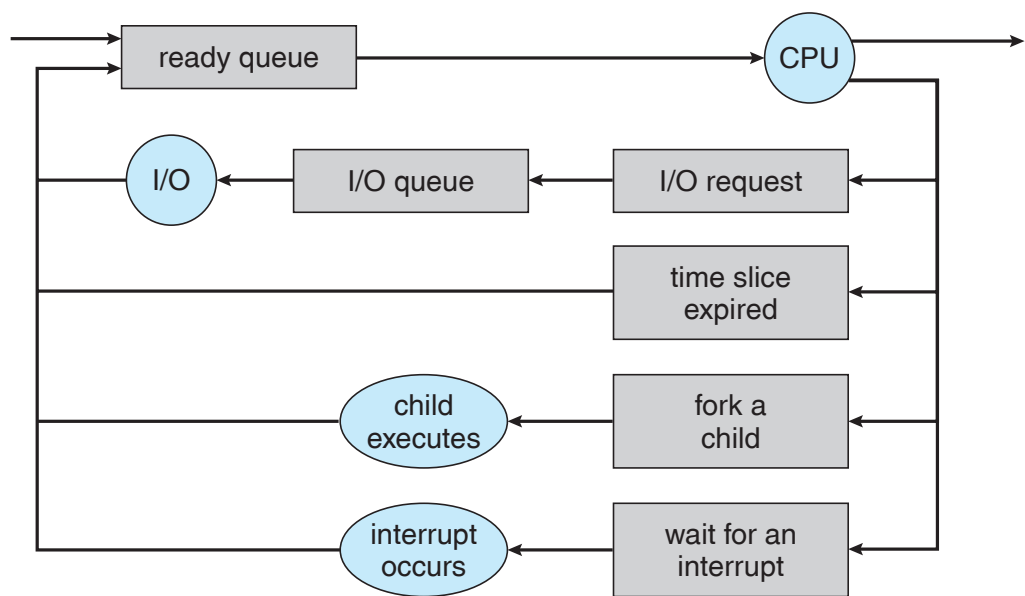 ready queue
CPU
I/O
I/O queue
I/O request
time slice
expired
child
executes
fork a
child
interrupt
occurs
wait for an
interrupt